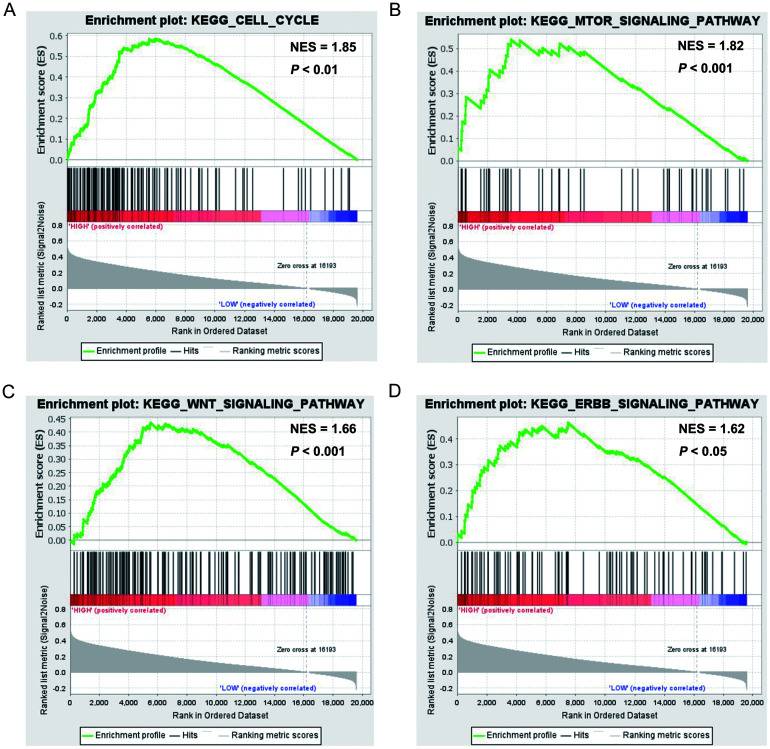 A
Enrichment plot: KEGG_CELL_CYCLE
NES = 1.85
P < 0.01
Enrichment score (ES)
0.6
0.5
0.4
0.3
0.2
0.1
0.0
'HIGH' (positively correlated)
Ranked list metric (Signal2Noise)
0.8
0.6
0.4
0.2
0.0
-0.2
Zero cross at 16193
'LOW' (negatively correlated)
0 2,000 4,000 6,000 8,000 10,000 12,000 14,000 16,000 18,000 20,000
Rank in Ordered Dataset
Enrichment profile Hits Ranking metric scores
B
Enrichment plot: KEGG_MTOR_SIGNALING_PATHWAY
NES = 1.82
P < 0.001
Enrichment score (ES)
0.5
0.4
0.3
0.2
0.1
0.0
'HIGH' (positively correlated)
Ranked list metric (Signal2Noise)
0.8
0.6
0.4
0.2
0.0
-0.2
Zero cross at 16193
'LOW' (negatively correlated)
0 2,000 4,000 6,000 8,000 10,000 12,000 14,000 16,000 18,000 20,000
Rank in Ordered Dataset
Enrichment profile Hits Ranking metric scores
C
Enrichment plot: KEGG_WNT_SIGNALING_PATHWAY
NES = 1.66
P < 0.001
Enrichment score (ES)
0.45
0.40
0.35
0.30
0.25
0.20
0.15
0.10
0.05
0.00
'HIGH' (positively correlated)
Ranked list metric (Signal2Noise)
0.8
0.6
0.4
0.2
0.0
-0.2
Zero cross at 16193
'LOW' (negatively correlated)
0 2,000 4,000 6,000 8,000 10,000 12,000 14,000 16,000 18,000 20,000
Rank in Ordered Dataset
Enrichment profile Hits Ranking metric scores
D
Enrichment plot: KEGG_ERBB_SIGNALING_PATHWAY
NES = 1.62
P < 0.05
Enrichment score (ES)
0.4
0.3
0.2
0.1
0.0
'HIGH' (positively correlated)
Ranked list metric (Signal2Noise)
0.8
0.6
0.4
0.2
0.0
-0.2
Zero cross at 16193
'LOW' (negatively correlated)
0 2,000 4,000 6,000 8,000 10,000 12,000 14,000 16,000 18,000 20,000
Rank in Ordered Dataset
Enrichment profile Hits Ranking metric scores